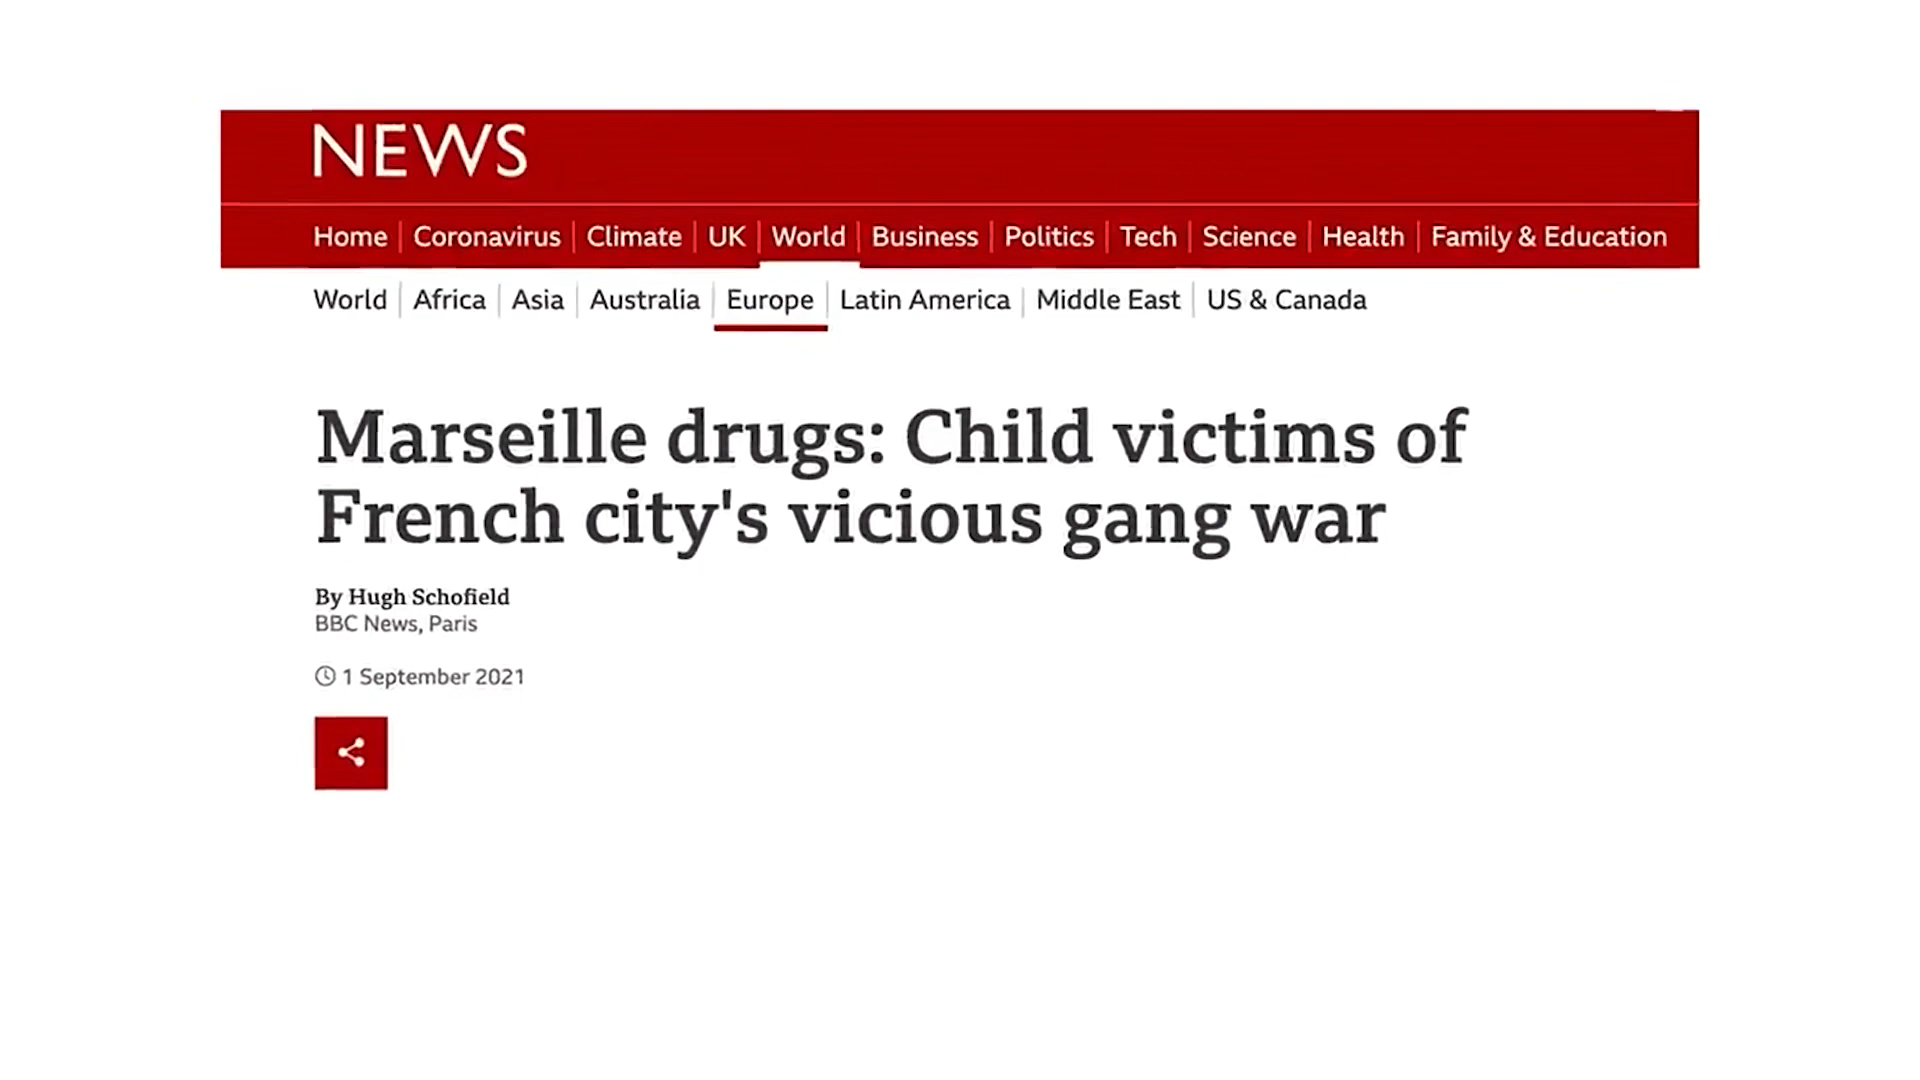 NEWS
Home Coronavirus Climate UK World Business Politics Tech Science Health Family & Education
World Africa Asia Australia Europe Latin America Middle East US & Canada
Marseille drugs: Child victims of
French city's vicious gang war
By Hugh Schofield
BBC News, Paris
1 September 2021